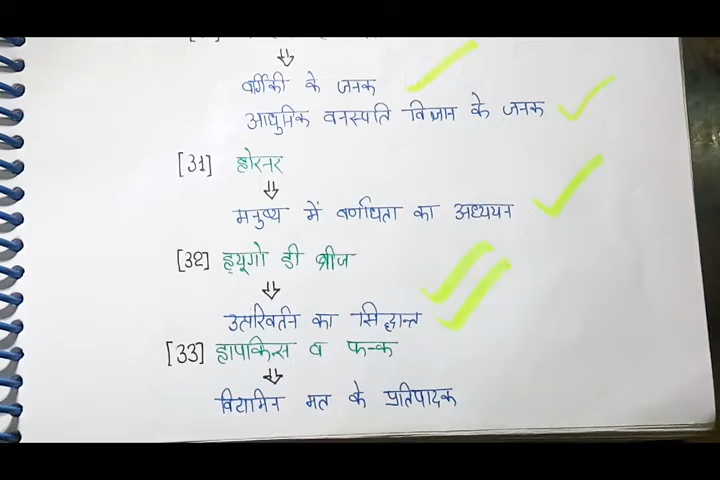 वर्गिकी के जनक
आधुनिक वनस्पति विज्ञान के जनक
[31] होरनर
मनुष्य में वर्णांधता का अध्ययन
[32] ह्यूगो डी व्रीज
उत्परिवर्तन का सिद्धान्त
[33] हापकिन्स व फन्क
विटामिन मत के प्रतिपादक